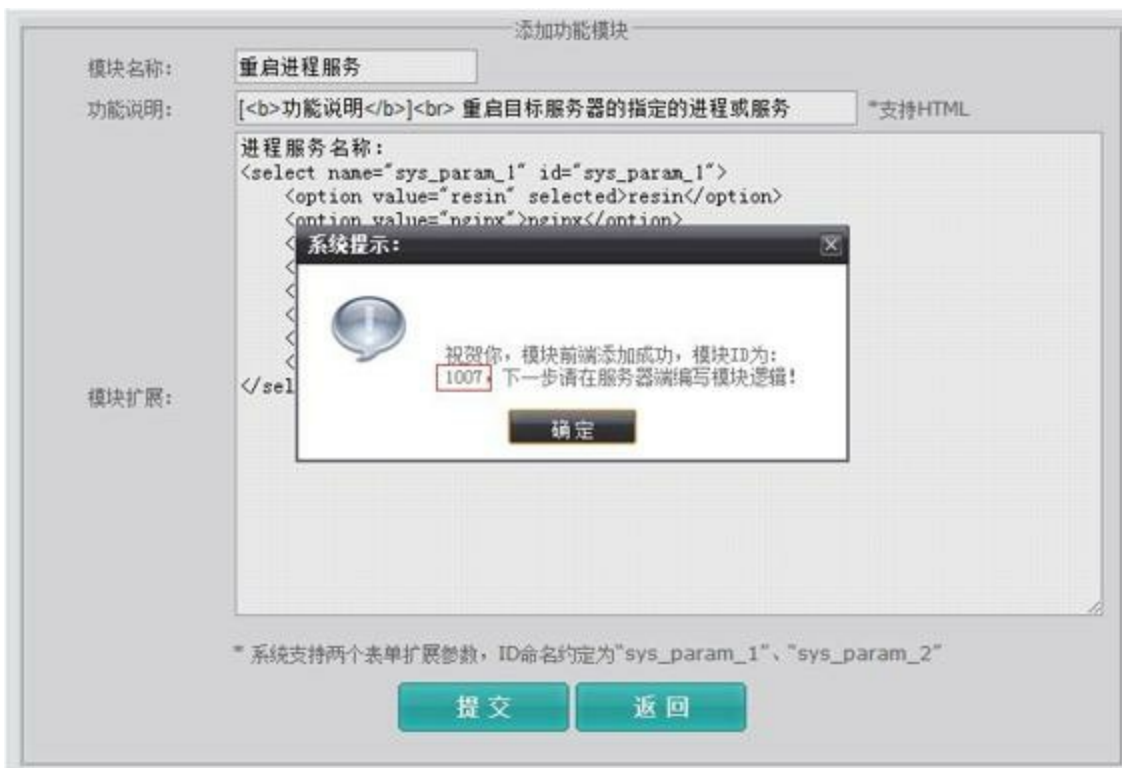 添加功能模块
模块名称：
重启进程服务
功能说明：
[<b>功能说明</b>]<br> 重启目标服务器的指定的进程或服务
*支持HTML
模块扩展：
进程服务名称：
<select name="sys_param_1" id="sys_param_1">
<option value="resin" selected>resin</option>
<option value="nginx">nginx</option>
<
<
<
<
<
<
</sel
系统提示：
祝贺你，模块前端添加成功，模块ID为：
1007，下一步请在服务器端编写模块逻辑！
确定
* 系统支持两个表单扩展参数，ID命名约定为"sys_param_1"、"sys_param_2"
提交
返回